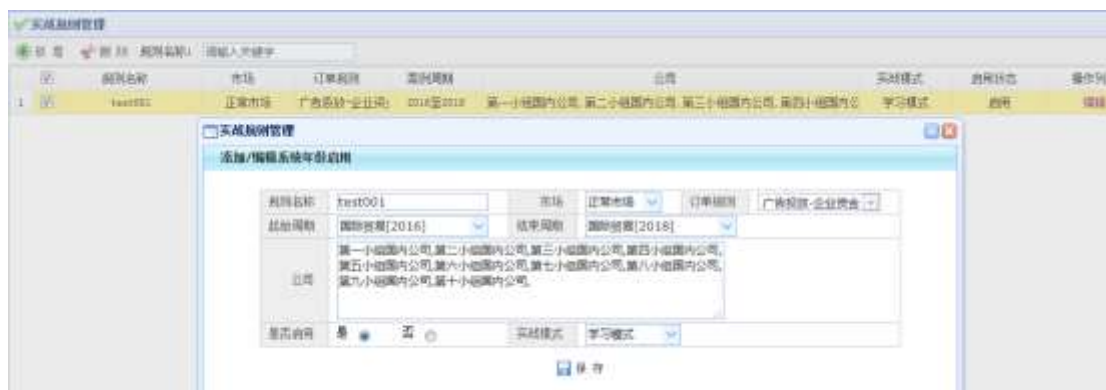 实战规则管理
新增 删除 规则名称: 请输入关键字
规则名称 市场 订单规则 案例周期 公司 实战模式 启用状态 操作列
1 test001 正常市场 广告投放-企业资 2016至2018 第一小组国内公司,第二小组国内公司,第三小组国内公司,第四小组国内公 学习模式 启用 编辑
实战规则管理
添加/编辑系统年份启用
规则名称 test001 市场 正常市场 订单规则 广告投放-企业资金
起始周期 国际贸易[2016] 结束周期 国际贸易[2018]
公司
第一小组国内公司,第二小组国内公司,第三小组国内公司,第四小组国内公司,
第五小组国内公司,第六小组国内公司,第七小组国内公司,第八小组国内公司,
第九小组国内公司,第十小组国内公司,
是否启用 是 否 实战模式 学习模式
保存